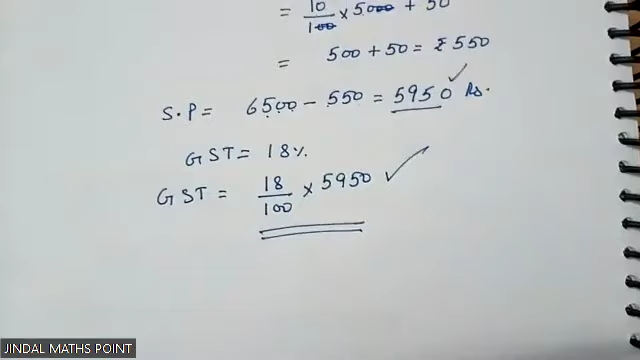 = 10/100 × 5000 + 50
= 500 + 50 = ₹ 550
S.P = 6500 - 550 = 5950 Rs.
GST = 18%
GST = 18/100 × 5950
JINDAL MATHS POINT